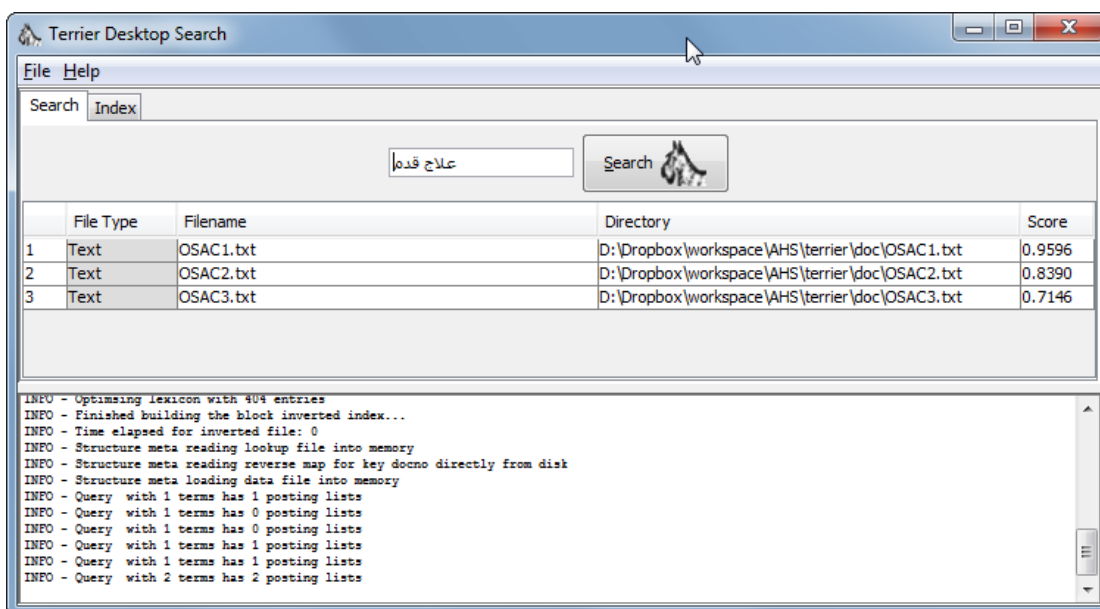 Terrier Desktop Search
File Help
Search Index
علاج قدم Search
File Type Filename Directory Score
1 Text OSAC1.txt D:\Dropbox\workspace\AHS\terrier\doc\OSAC1.txt 0.9596
2 Text OSAC2.txt D:\Dropbox\workspace\AHS\terrier\doc\OSAC2.txt 0.8390
3 Text OSAC3.txt D:\Dropbox\workspace\AHS\terrier\doc\OSAC3.txt 0.7146
INFO - Optimsing lexicon with 404 entries
INFO - Finished building the block inverted index...
INFO - Time elapsed for inverted file: 0
INFO - Structure meta reading lookup file into memory
INFO - Structure meta reading reverse map for key docno directly from disk
INFO - Structure meta loading data file into memory
INFO - Query  with 1 terms has 1 posting lists
INFO - Query  with 1 terms has 0 posting lists
INFO - Query  with 1 terms has 0 posting lists
INFO - Query  with 1 terms has 1 posting lists
INFO - Query  with 1 terms has 1 posting lists
INFO - Query  with 2 terms has 2 posting lists